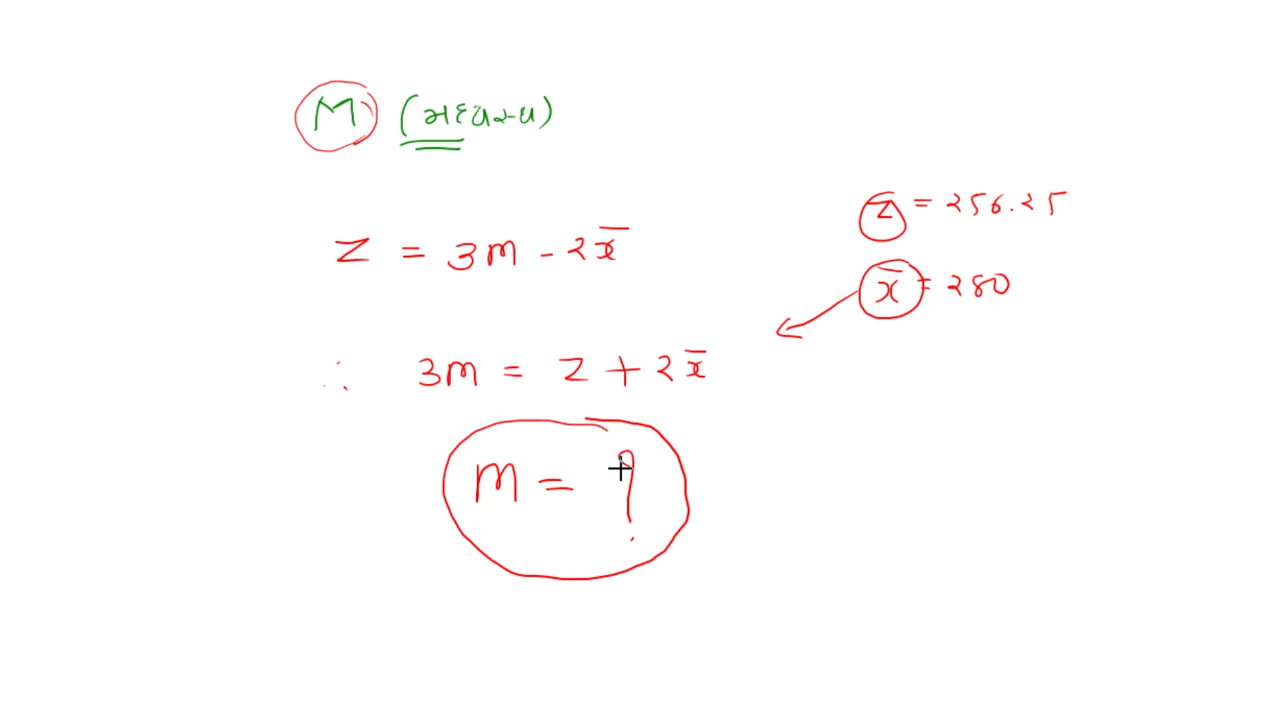 M (મધ્યસ્થ)
Z = 3M - 2x̄
z = 256.25
x̄ = 280
∴ 3M = Z + 2x̄
M = ?